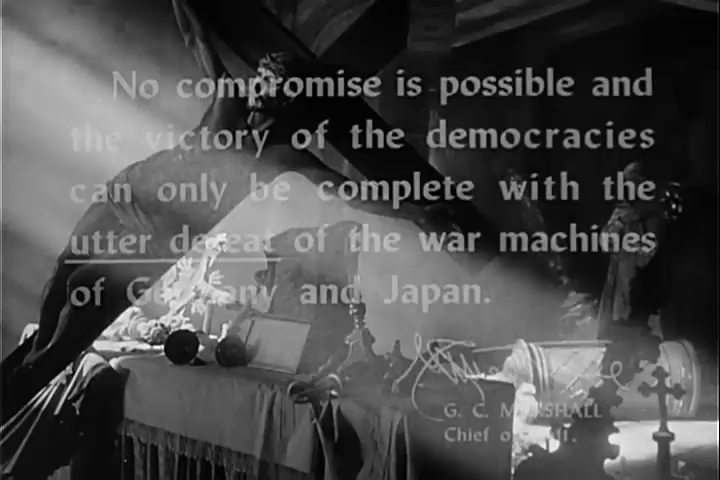 No compromise is possible and
the victory of the democracies
can only be complete with the
utter defeat of the war machines
of Germany and Japan.
G. C. MARSHALL
Chief of